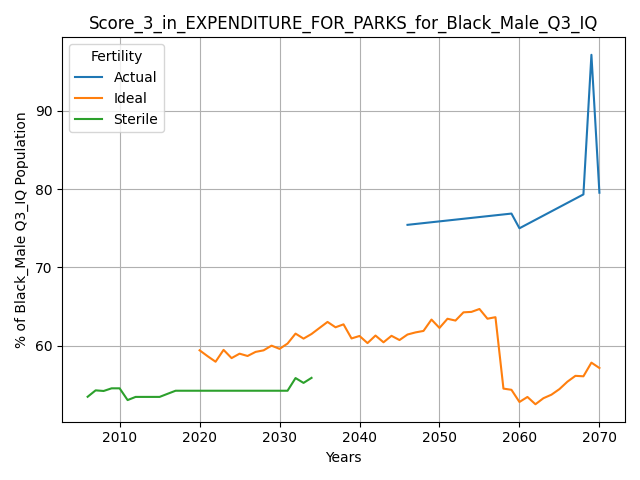 Score_3_in_EXPENDITURE_FOR_PARKS_for_Black_Male_Q3_IQ
Fertility
Actual
Ideal
Sterile
% of Black_Male Q3_IQ Population
90
80
70
60
2010 2020 2030 2040 2050 2060 2070
Years